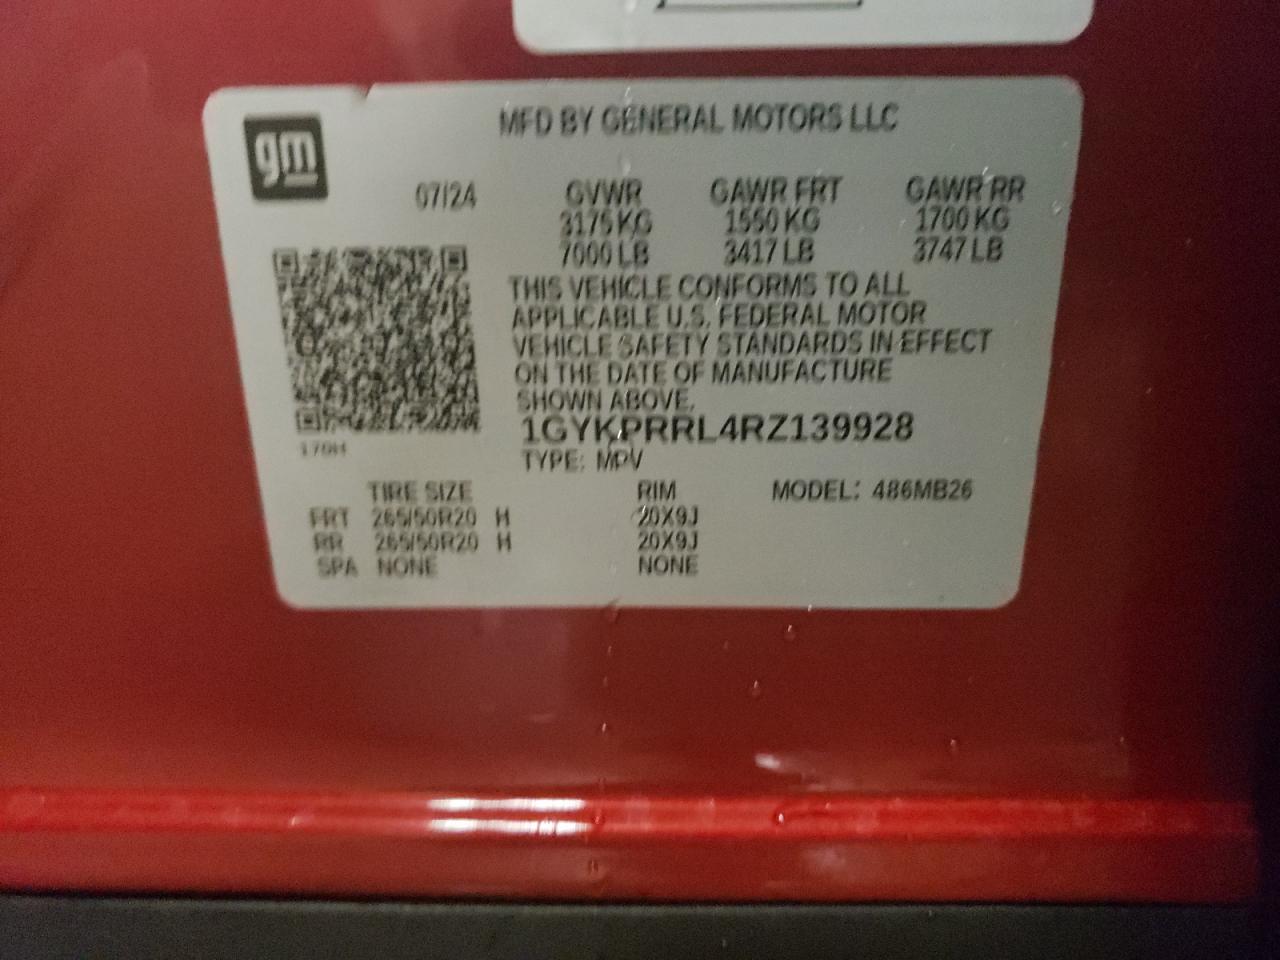 MFD BY GENERAL MOTORS LLC
gm
07/24 GVWR GAWR FRT GAWR RR
3175 KG 1550 KG 1700 KG
7000 LB 3417 LB 3747 LB
THIS VEHICLE CONFORMS TO ALL
APPLICABLE U.S. FEDERAL MOTOR
VEHICLE SAFETY STANDARDS IN EFFECT
ON THE DATE OF MANUFACTURE
SHOWN ABOVE.
1GYKPRRL4RZ139928
170H TYPE: MPV
TIRE SIZE RIM MODEL: 486MB26
FRT 265/50R20 H 20X9J
RR 265/50R20 H 20X9J
SPA NONE NONE